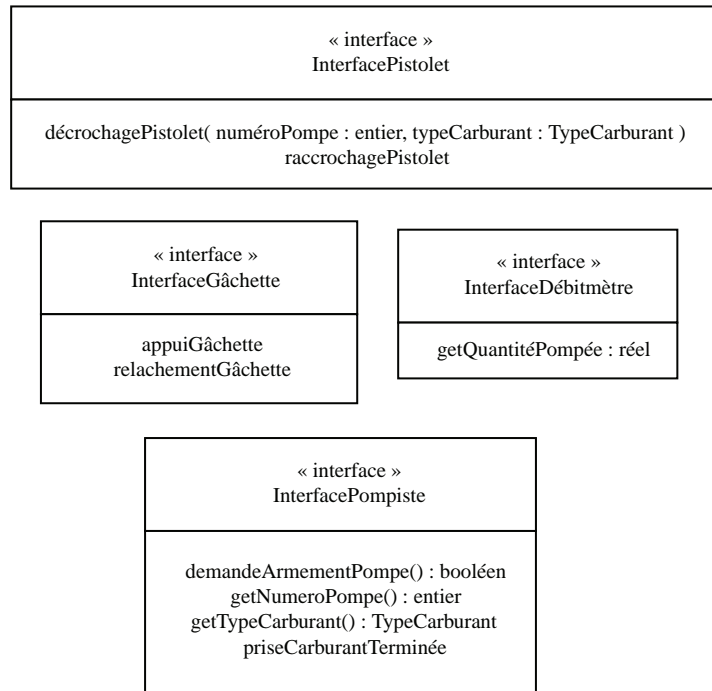 « interface »
InterfacePistolet
décrochagePistolet( numéroPompe : entier, typeCarburant : TypeCarburant )
raccrochagePistolet
« interface »
InterfaceGâchette
appuiGâchette
relachementGâchette
« interface »
InterfaceDébitmètre
getQuantitéPompée : réel
« interface »
InterfacePompiste
demandeArmementPompe() : booléen
getNumeroPompe() : entier
getTypeCarburant() : TypeCarburant
priseCarburantTerminée